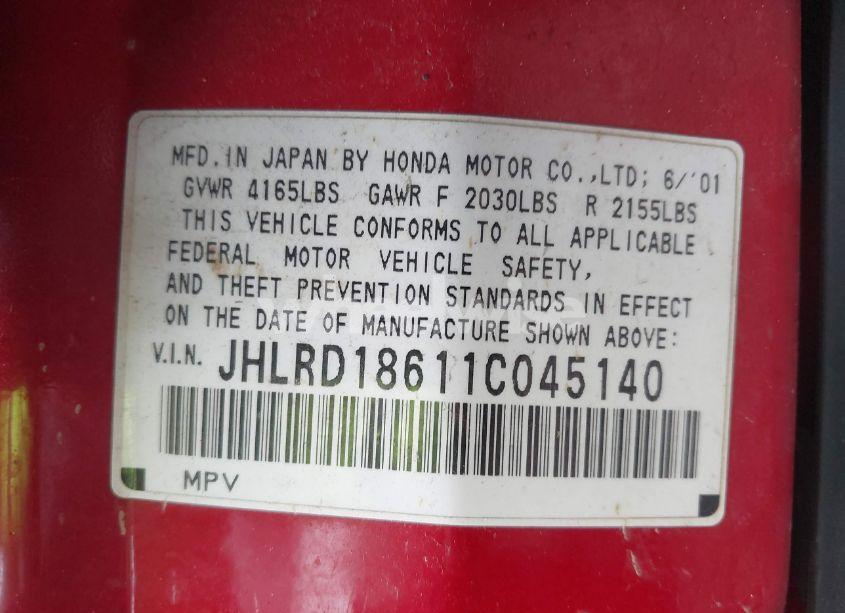 MFD. IN JAPAN BY HONDA MOTOR CO.,LTD; 6/'01
GVWR 4165LBS GAWR F 2030LBS R 2155LBS
THIS VEHICLE CONFORMS TO ALL APPLICABLE
FEDERAL MOTOR VEHICLE SAFETY,
AND THEFT PREVENTION STANDARDS IN EFFECT
ON THE DATE OF MANUFACTURE SHOWN ABOVE:
V.I.N. JHLRD18611C045140
MPV